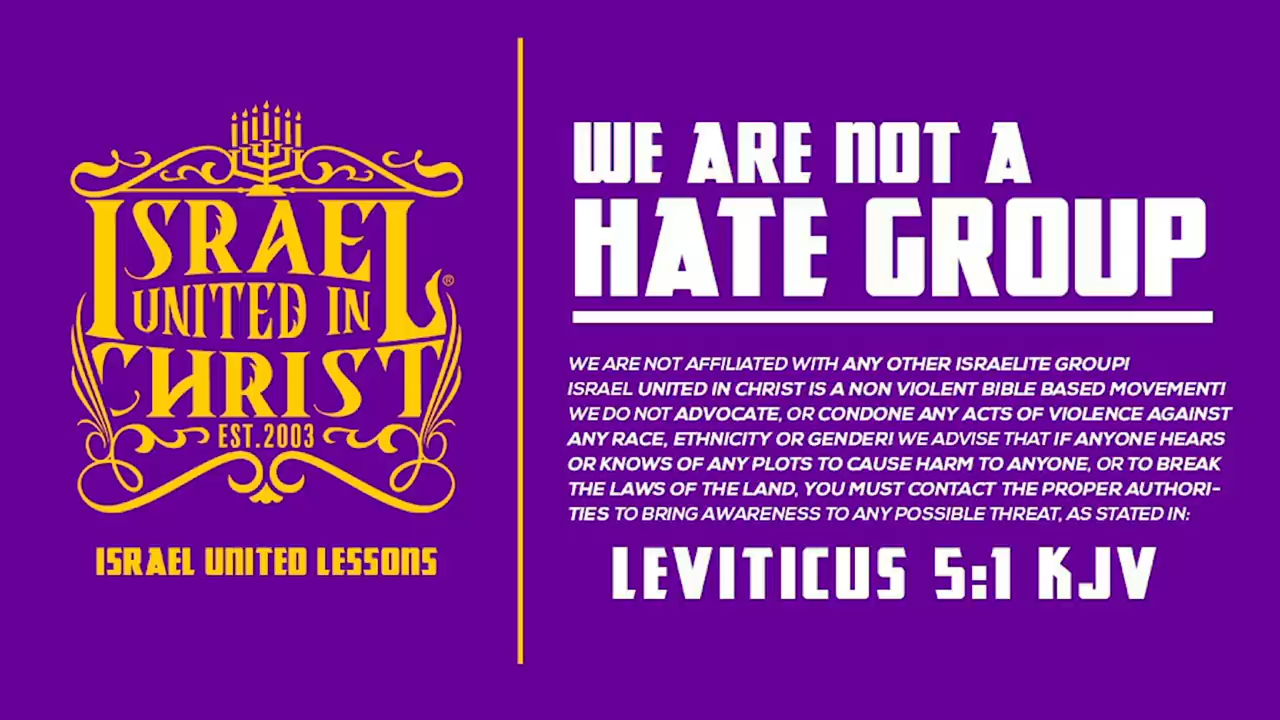 ISRAEL
UNITED IN
CHRIST
EST.2003
®
ISRAEL UNITED LESSONS
WE ARE NOT A
HATE GROUP
WE ARE NOT AFFILIATED WITH ANY OTHER ISRAELITE GROUP!
ISRAEL UNITED IN CHRIST IS A NON VIOLENT BIBLE BASED MOVEMENT!
WE DO NOT ADVOCATE, OR CONDONE ANY ACTS OF VIOLENCE AGAINST
ANY RACE, ETHNICITY OR GENDER! WE ADVISE THAT IF ANYONE HEARS
OR KNOWS OF ANY PLOTS TO CAUSE HARM TO ANYONE, OR TO BREAK
THE LAWS OF THE LAND, YOU MUST CONTACT THE PROPER AUTHORI-
TIES TO BRING AWARENESS TO ANY POSSIBLE THREAT, AS STATED IN:
LEVITICUS 5:1 KJV